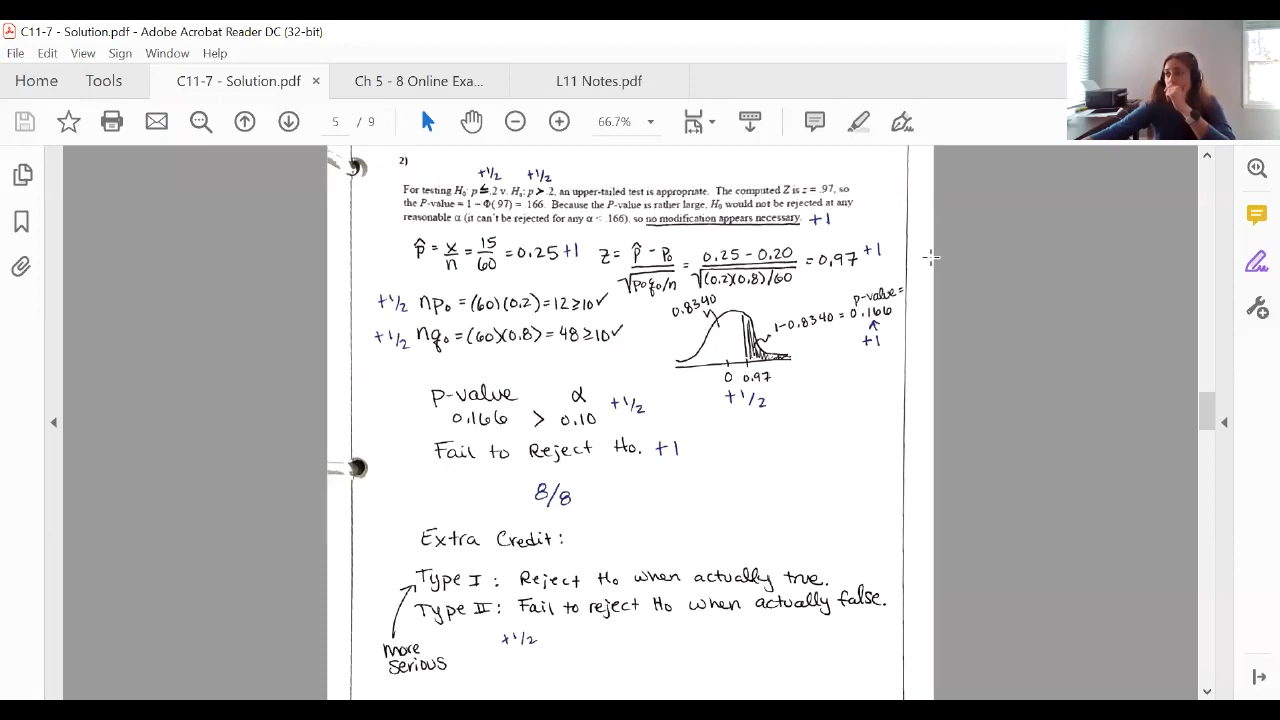 C11-7 - Solution.pdf - Adobe Acrobat Reader DC (32-bit)
File Edit View Sign Window Help
Home Tools C11-7 - Solution.pdf × Ch 5 - 8 Online Exa... L11 Notes.pdf
5 / 9 66.7%
2)
+1/2 +1/2
For testing H₀: p ≤ .2 v. Hₐ: p > .2, an upper-tailed test is appropriate. The computed Z is z = .97, so
the P-value = 1 − Φ(.97) = .166. Because the P-value is rather large, H₀ would not be rejected at any
reasonable α (it can't be rejected for any α < .166), so no modification appears necessary. +1
p̂ = x/n = 15/60 = 0.25 +1 z = (p̂ − p₀)/√(p₀q₀/n) = (0.25 − 0.20)/√((0.2)(0.8)/60) = 0.97 +1
+1/2 np₀ = (60)(0.2) = 12 ≥ 10 ✓
+1/2 nq₀ = (60)(0.8) = 48 ≥ 10 ✓
0.8340
p-value =
1 − 0.8340 = 0.166
+1
0 0.97
+1/2
P-value α
0.166 > 0.10 +1/2
Fail to Reject Ho. +1
8/8
Extra Credit:
Type I: Reject Ho when actually true.
Type II: Fail to reject Ho when actually false.
+1/2
more
serious